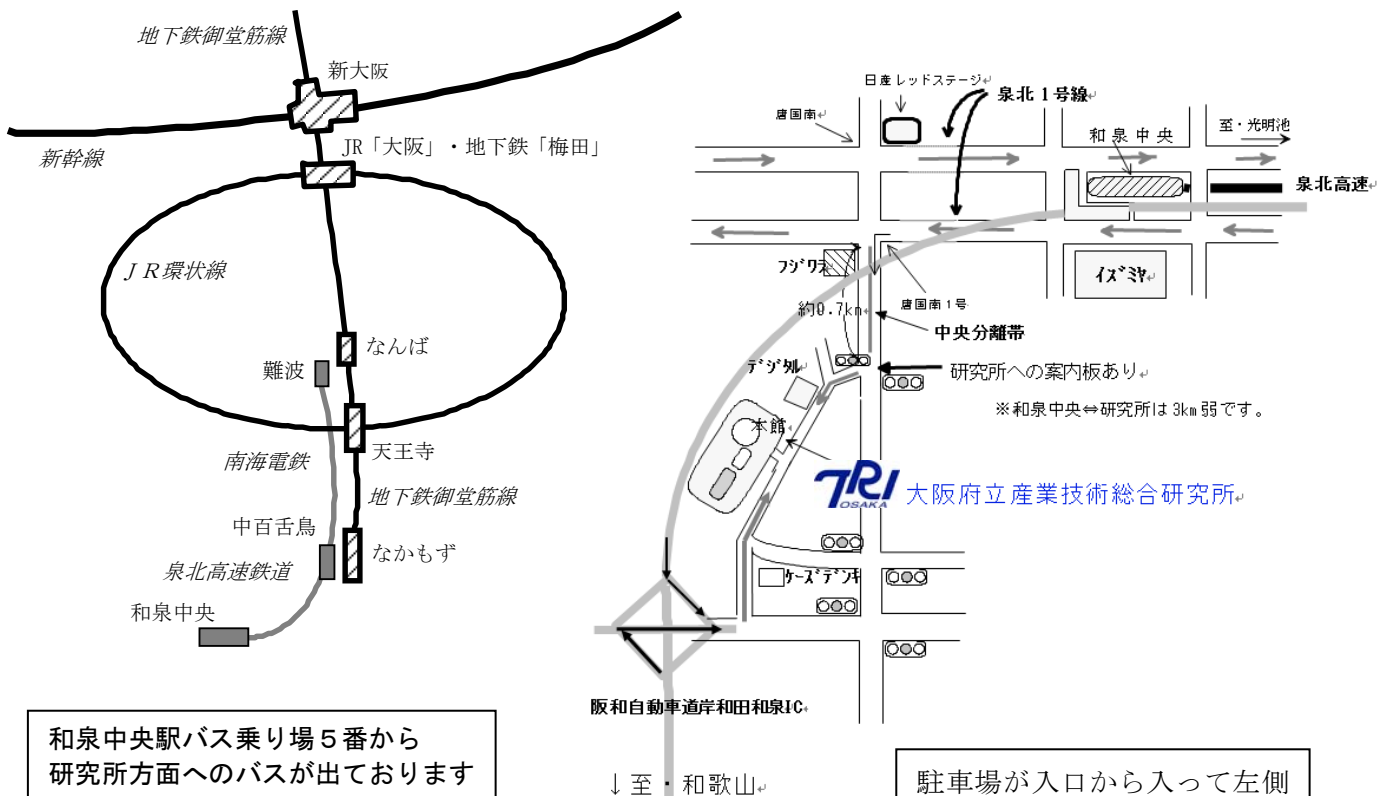 地下鉄御堂筋線
新大阪
新幹線
JR「大阪」・地下鉄「梅田」
ＪＲ環状線
なんば
難波
天王寺
南海電鉄
地下鉄御堂筋線
中百舌鳥
なかもず
泉北高速鉄道
和泉中央
和泉中央駅バス乗り場５番から
研究所方面へのバスが出ております
日産レッドステージ
泉北１号線
唐国南
和泉中央
至・光明池
泉北高速
フジワラ
イズミヤ
約0.7km
唐国南1号
中央分離帯
デジタル
研究所への案内板あり
※和泉中央⇔研究所は3km弱です。
本館
TRI
OSAKA
大阪府立産業技術総合研究所
ケーズデンキ
阪和自動車道岸和田和泉IC
↓至・和歌山
駐車場が入口から入って左側